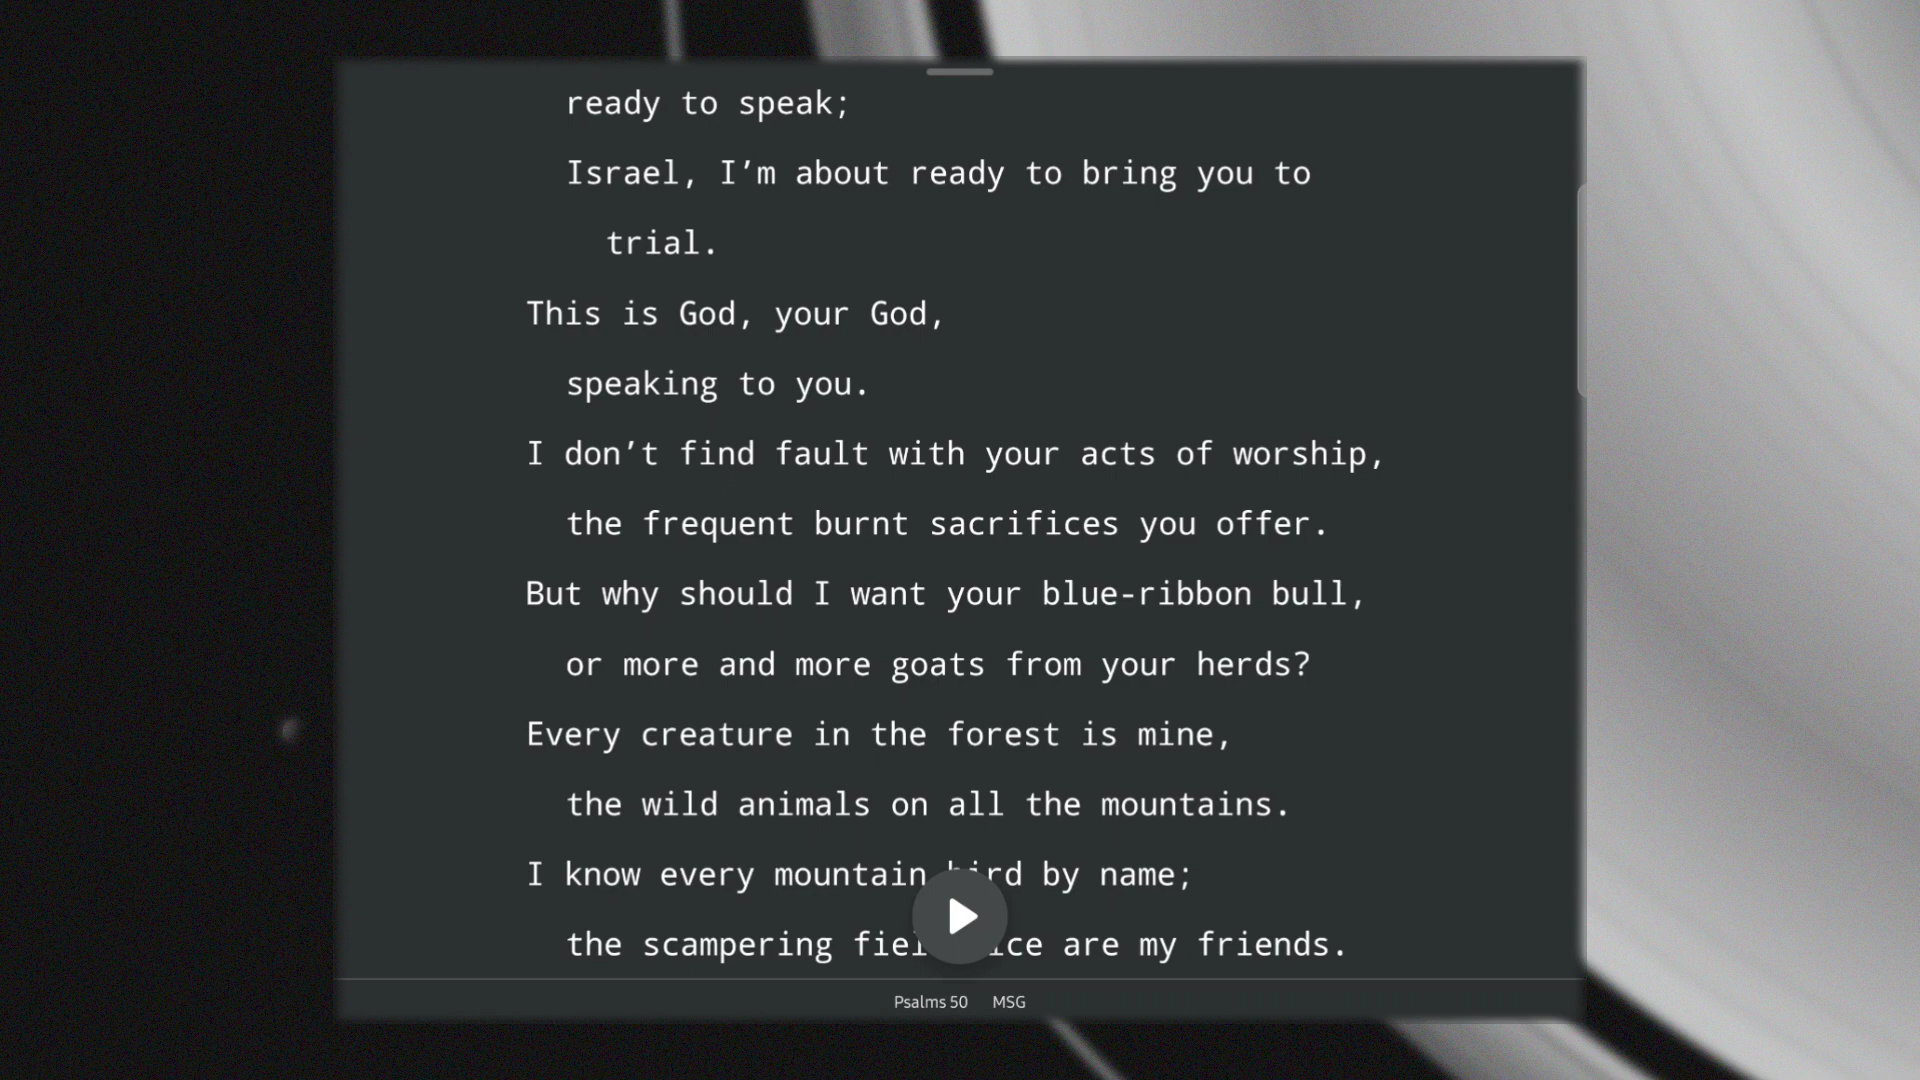 ready to speak;
Israel, I’m about ready to bring you to
trial.
This is God, your God,
speaking to you.
I don’t find fault with your acts of worship,
the frequent burnt sacrifices you offer.
But why should I want your blue-ribbon bull,
or more and more goats from your herds?
Every creature in the forest is mine,
the wild animals on all the mountains.
I know every mountain bird by name;
the scampering are my friends.
Psalms 50 MSG